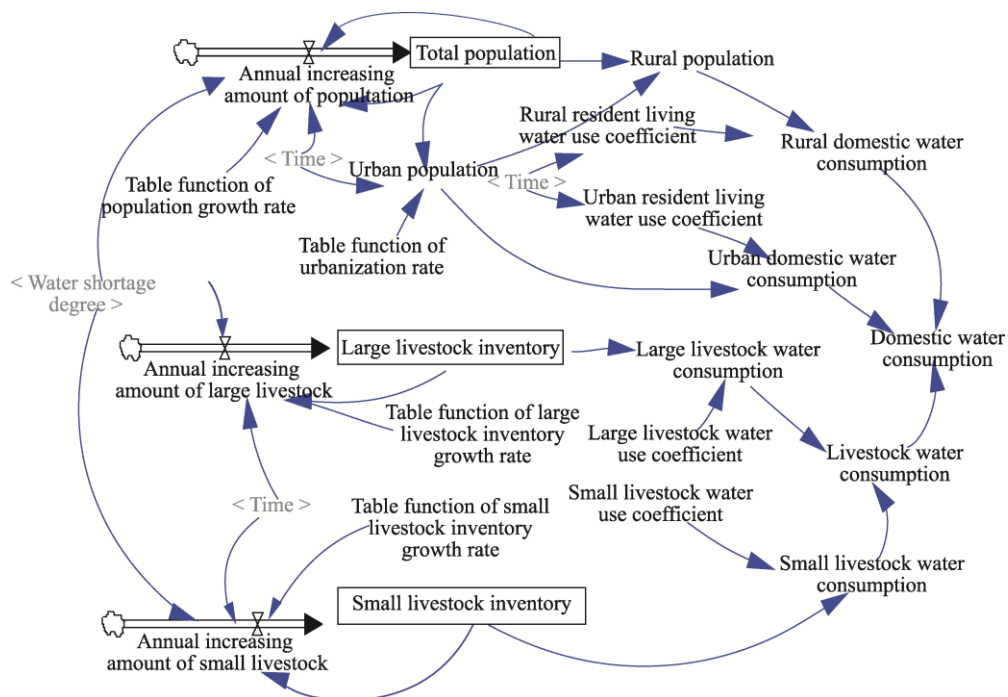 Total population
Rural population
Annual increasing
amount of popultation
Rural resident living
water use coefficient
Rural domestic water
consumption
< Time >
Urban population
< Time >
Table function of
population growth rate
Urban resident living
water use coefficient
Table function of
urbanization rate
Urban domestic water
consumption
< Water shortage
degree >
Large livestock inventory
Large livestock water
consumption
Domestic water
consumption
Annual increasing
amount of large livestock
Table function of large
livestock inventory
growth rate
Large livestock water
use coefficient
Livestock water
consumption
< Time >
Table function of small
livestock inventory
growth rate
Small livestock water
use coefficient
Small livestock water
consumption
Small livestock inventory
Annual increasing
amount of small livestock